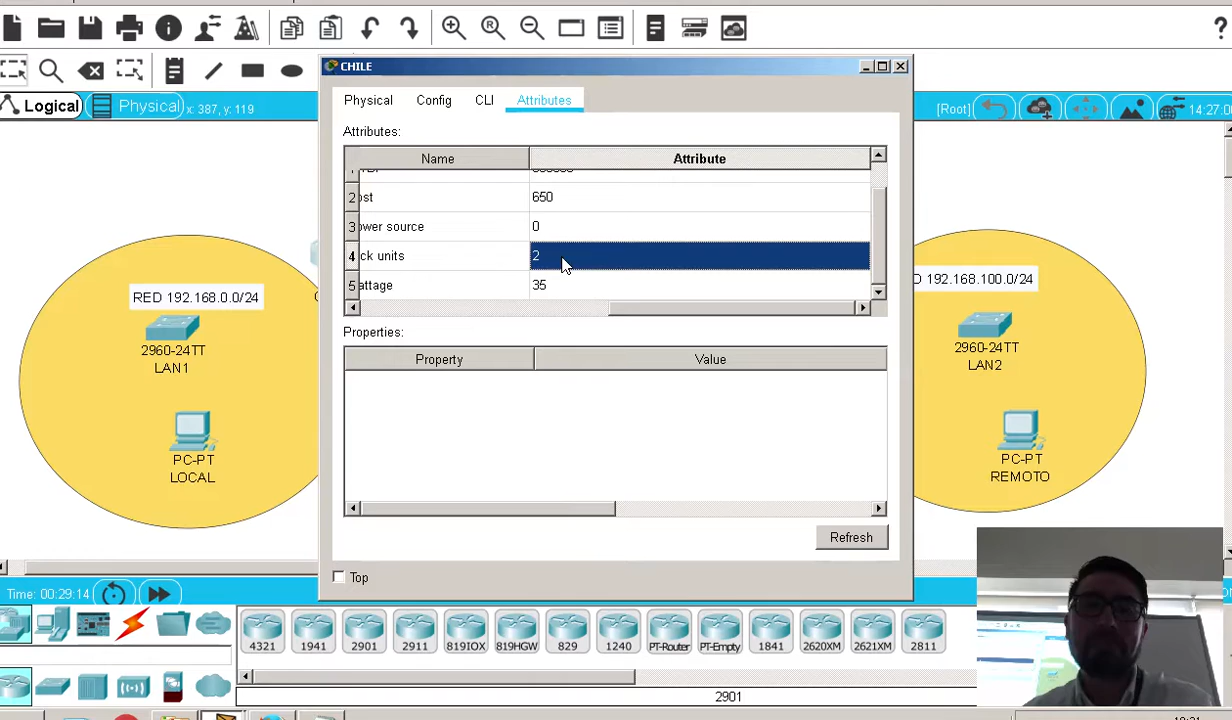 CHILE
Physical Config CLI Attributes
Logical Physical x: 387, y: 119 [Root] 14:27:0
Attributes:
Name Attribute
2 ost 650
3 ower source 0
4 ck units 2
5 attage 35
Properties:
Property Value
Refresh
Top
RED 192.168.0.0/24
2960-24TT
LAN1
PC-PT
LOCAL
D 192.168.100.0/24
2960-24TT
LAN2
PC-PT
REMOTO
Time: 00:29:14
4321 1941 2901 2911 819IOX 819HGW 829 1240 PT-Router PT-Empty 1841 2620XM 2621XM 2811
2901